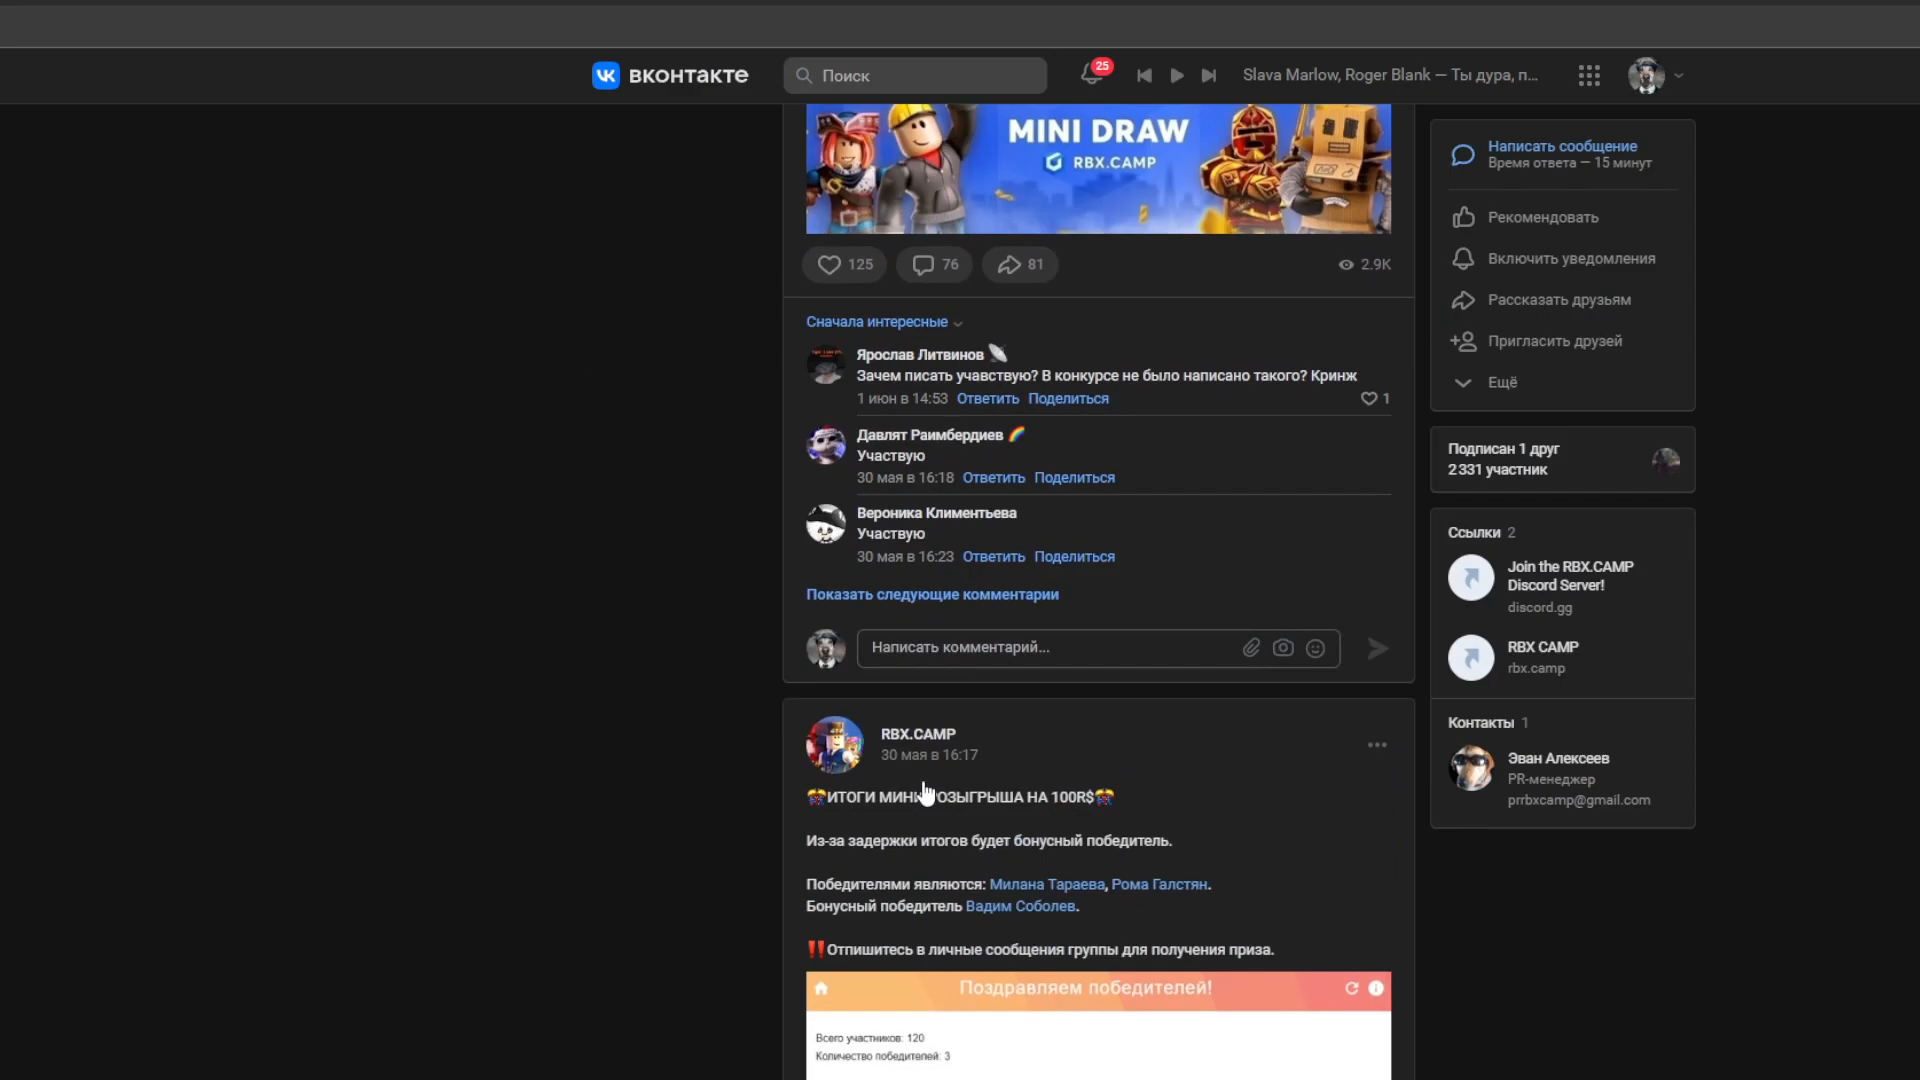 ВКОНТАКТЕ
Поиск
25
Slava Marlow, Roger Blank — Ты дура, п...
MINI DRAW
RBX.CAMP
125
76
81
2.9K
Сначала интересные
Ярослав Литвинов
Зачем писать учавствую? В конкурсе не было написано такого? Кринж
1 июн в 14:53 Ответить Поделиться
1
Давлят Раимбердиев
Участвую
30 мая в 16:18 Ответить Поделиться
Вероника Климентьева
Участвую
30 мая в 16:23 Ответить Поделиться
Показать следующие комментарии
Написать комментарий...
RBX.CAMP
30 мая в 16:17
ИТОГИ МИНИ РОЗЫГРЫША НА 100R$
Из-за задержки итогов будет бонусный победитель.
Победителями являются: Милана Тараева, Рома Галстян.
Бонусный победитель Вадим Соболев.
‼Отпишитесь в личные сообщения группы для получения приза.
Поздравляем победителей!
Всего участников: 120
Количество победителей: 3
Написать сообщение
Время ответа — 15 минут
Рекомендовать
Включить уведомления
Рассказать друзьям
Пригласить друзей
Ещё
Подписан 1 друг
2 331 участник
Ссылки 2
Join the RBX.CAMP
Discord Server!
discord.gg
RBX CAMP
rbx.camp
Контакты 1
Эван Алексеев
PR-менеджер
prrbxcamp@gmail.com